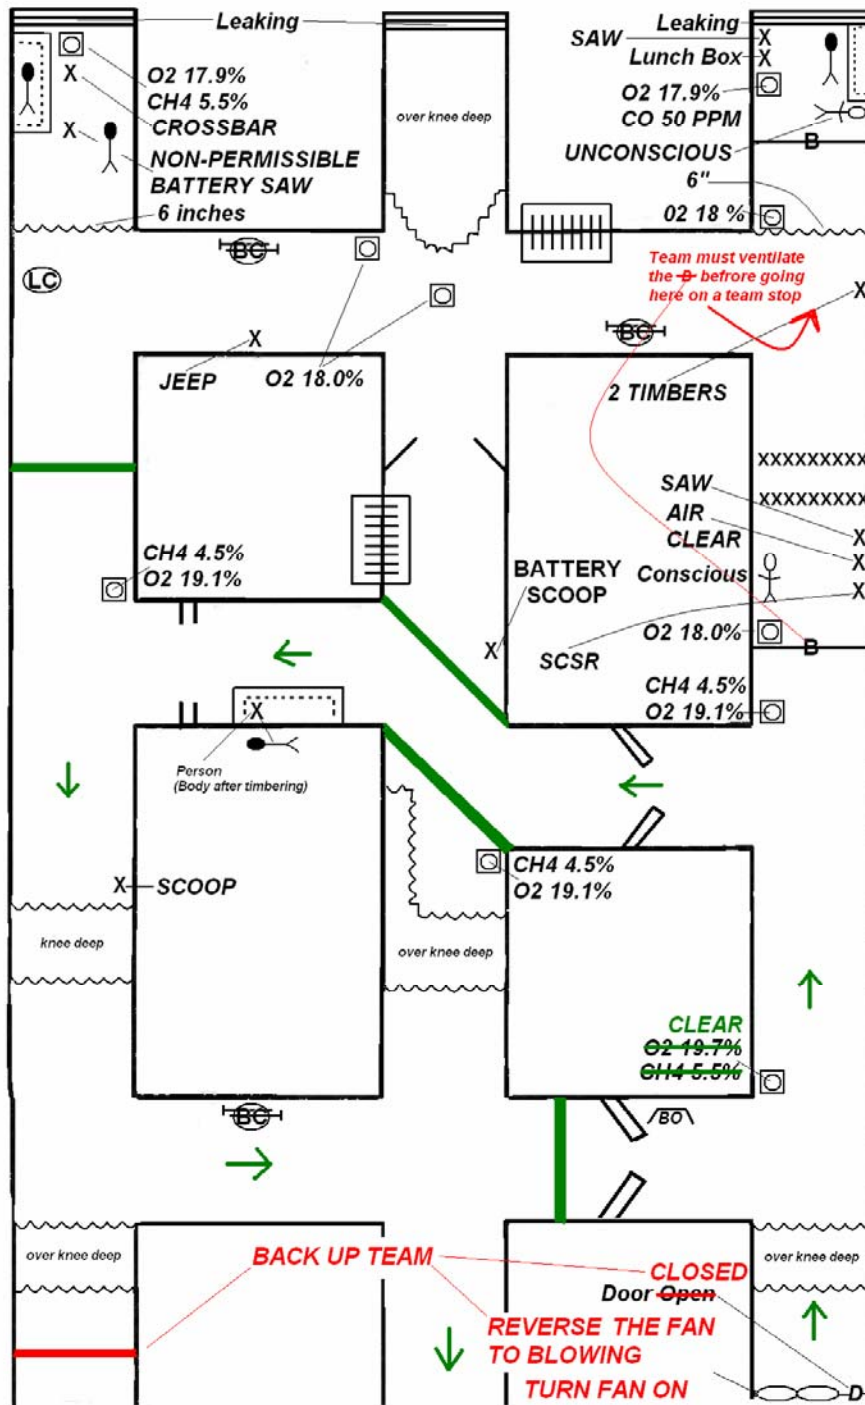 Leaking
Leaking
SAW
Lunch Box
O2 17.9%
CH4 5.5%
CROSSBAR
NON-PERMISSIBLE
BATTERY SAW
6 inches
over knee deep
O2 17.9%
CO 50 PPM
UNCONSCIOUS
B
6"
02 18 %
BC
LC
Team must ventilate
the B befrore going
here on a team stop
X
X
X
X
X
BC
X
JEEP
O2 18.0%
2 TIMBERS
XXXXXXXXX
XXXXXXXXX
SAW
X
AIR
CLEAR
X
CH4 4.5%
O2 19.1%
BATTERY
SCOOP
Conscious
X
O2 18.0%
X
SCSR
B
CH4 4.5%
O2 19.1%
X
Person
(Body after timbering)
CH4 4.5%
O2 19.1%
X
SCOOP
knee deep
over knee deep
CLEAR
O2 19.7%
CH4 5.5%
BC
BO
over knee deep
BACK UP TEAM
CLOSED
over knee deep
Door Open
REVERSE THE FAN
TO BLOWING
TURN FAN ON
D